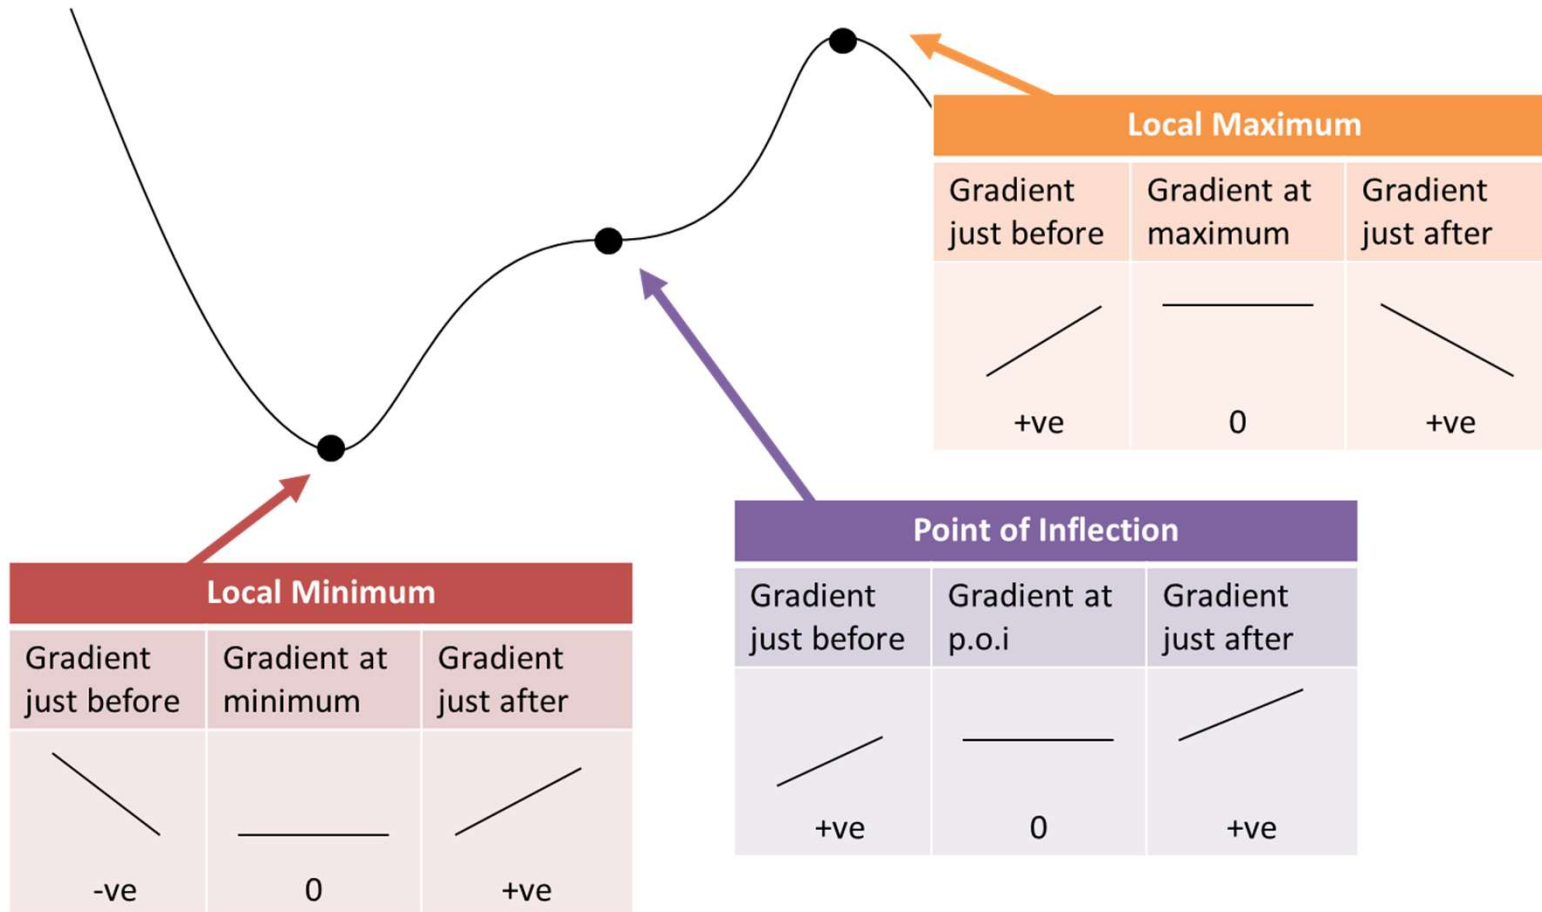 Local Maximum
Gradient just before
Gradient at maximum
Gradient just after
+ve
0
+ve
Point of Inflection
Gradient just before
Gradient at p.o.i
Gradient just after
+ve
0
+ve
Local Minimum
Gradient just before
Gradient at minimum
Gradient just after
-ve
0
+ve